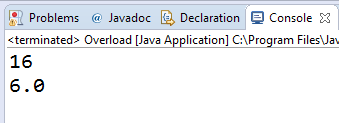 Problems @ Javadoc Declaration Console
<terminated> Overload [Java Application] C:\Program Files\Jav
16
6.0